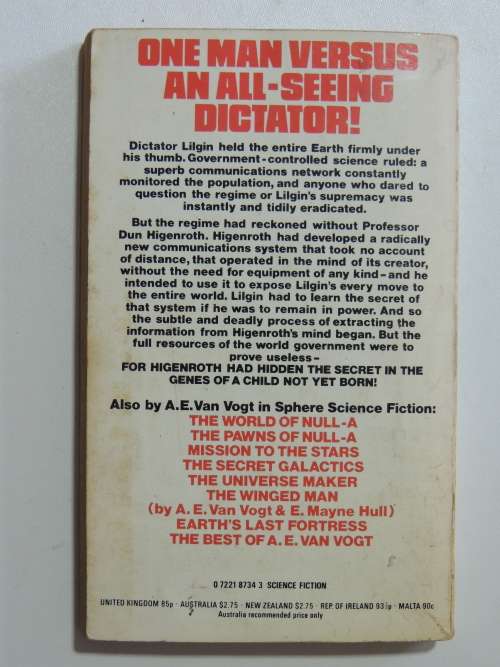 ONE MAN VERSUS
AN ALL-SEEING
DICTATOR!
Dictator Lilgin held the entire Earth firmly under
his thumb. Government-controlled science ruled: a
superb communications network constantly
monitored the population, and anyone who dared to
question the regime or Lilgin's supremacy was
instantly and tidily eradicated.
But the regime had reckoned without Professor
Dun Higenroth. Higenroth had developed a radically
new communications system that took no account
of distance, that operated in the mind of its creator,
without the need for equipment of any kind-and he
intended to use it to expose Lilgin's every move to
the entire world. Lilgin had to learn the secret of
that system if he was to remain in power. And so
the subtle and deadly process of extracting the
information from Higenroth's mind began. But the
full resources of the world government were to
prove useless-
FOR HIGENROTH HAD HIDDEN THE SECRET IN THE
GENES OF A CHILD NOT YET BORN!
Also by A.E.Van Vogt in Sphere Science Fiction:
THE WORLD OF NULL-A
THE PAWNS OF NULL-A
MISSION TO THE STARS
THE SECRET GALACTICS
THE UNIVERSE MAKER
THE WINGED MAN
(by A. E. Van Vogt & E. Mayne Hull)
EARTH'S LAST FORTRESS
THE BEST OF A. E. VAN VOGT
0 7221 8734 3 SCIENCE FICTION
UNITED KINGDOM 85p · AUSTRALIA $2.75 · NEW ZEALAND $2.75 · REP. OF IRELAND 93½p · MALTA 90c
Australia recommended price only